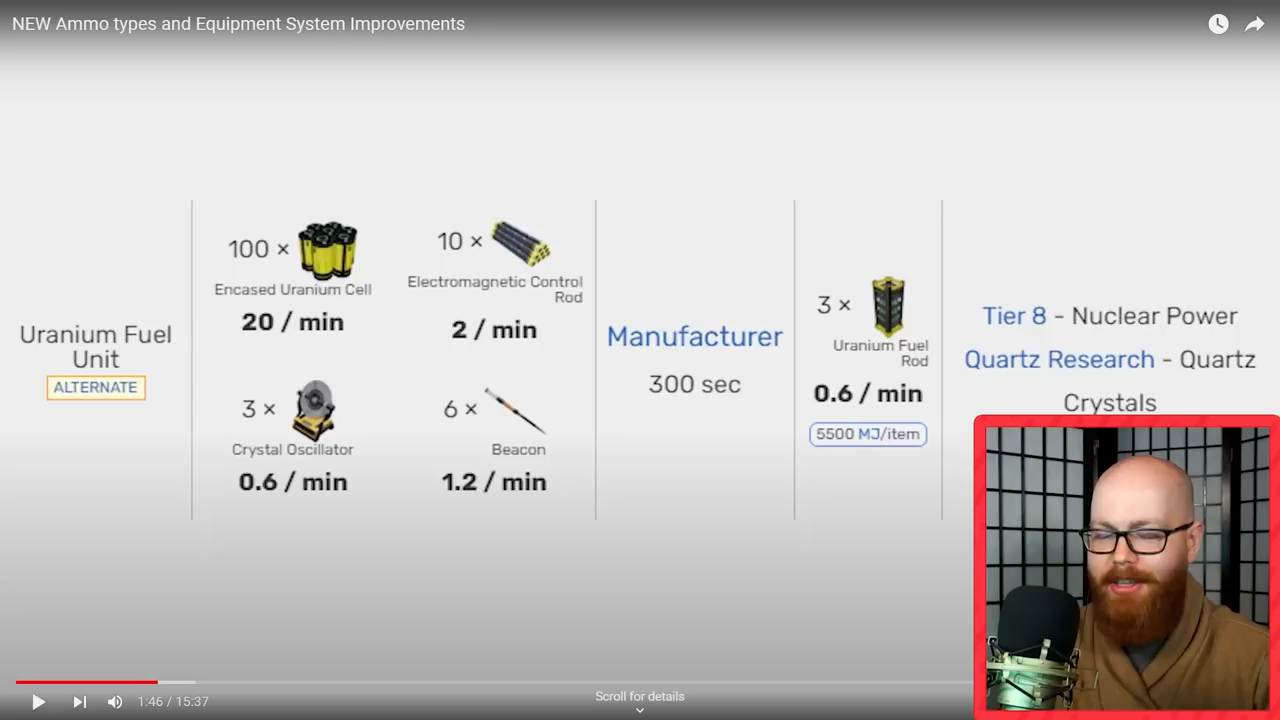 NEW Ammo types and Equipment System Improvements
Uranium Fuel
Unit
ALTERNATE
100 ×
Encased Uranium Cell
20 / min
10 ×
Electromagnetic Control
Rod
2 / min
3 ×
Crystal Oscillator
0.6 / min
6 ×
Beacon
1.2 / min
Manufacturer
300 sec
3 ×
Uranium Fuel
Rod
0.6 / min
5500 MJ/item
Tier 8 - Nuclear Power
Quartz Research - Quartz
Crystals
1:46 / 15:37
Scroll for details